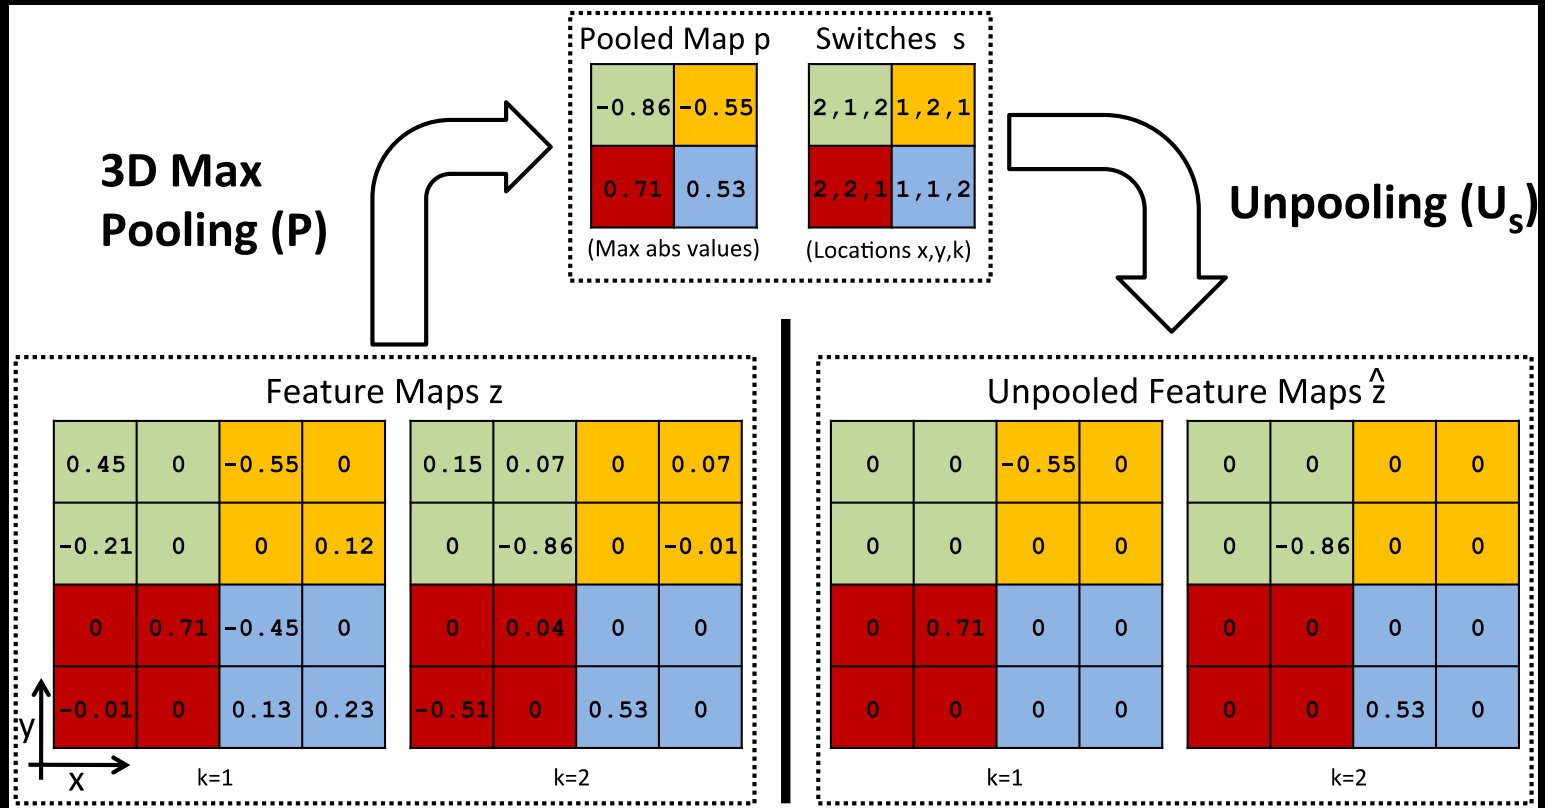 Pooled Map p Switches s
-0.86 -0.55 2,1,2 1,2,1
0.71 0.53 2,2,1 1,1,2
(Max abs values) (Locations x,y,k)
3D Max
Pooling (P)
Unpooling (Us)
Feature Maps z
0.45 0 -0.55 0 0.15 0.07 0 0.07
-0.21 0 0 0.12 0 -0.86 0 -0.01
0 0.71 -0.45 0 0 0.04 0 0
-0.01 0 0.13 0.23 -0.51 0 0.53 0
y
x
k=1 k=2
Unpooled Feature Maps ẑ
0 0 -0.55 0 0 0 0 0
0 0 0 0 0 -0.86 0 0
0 0.71 0 0 0 0 0 0
0 0 0 0 0 0 0.53 0
k=1 k=2